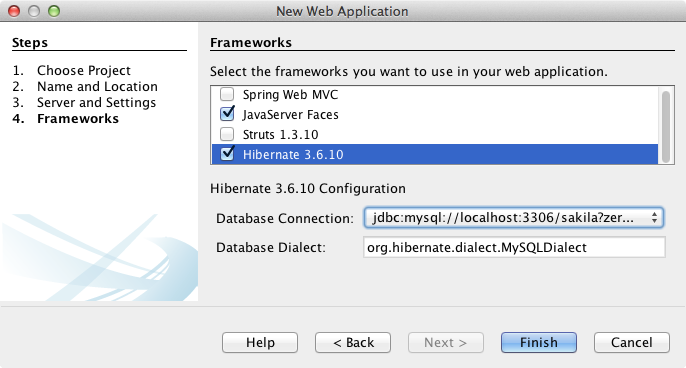 New Web Application
Steps
1. Choose Project
2. Name and Location
3. Server and Settings
4. Frameworks
Frameworks
Select the frameworks you want to use in your web application.
Spring Web MVC
JavaServer Faces
Struts 1.3.10
Hibernate 3.6.10
Hibernate 3.6.10 Configuration
Database Connection: jdbc:mysql://localhost:3306/sakila?zer...
Database Dialect: org.hibernate.dialect.MySQLDialect
Help < Back Next > Finish Cancel